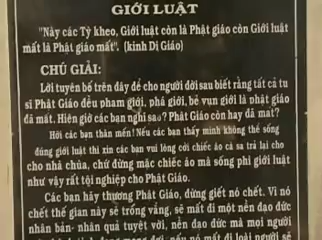 GIỚI LUẬT
"Này các Tỳ kheo, Giới luật còn là Phật giáo còn Giới luật
mất là Phật giáo mất". (kinh Di Giáo)
CHÚ GIẢI:
Lời tuyên bố trên đây để cho người đời sau biết rằng tất cả tu
sĩ Phật Giáo đều phạm giới, phá giới, bẻ vụn giới là phật giáo
đã mất. Hiện giờ các bạn nghĩ sao? Phật Giáo còn hay đã mất?
Hỡi các bạn thân mến! Nếu các bạn thấy mình không thể sống
đúng giới luật thì xin các bạn vui lòng cởi chiếc áo cà sa trả lại cho
cho nhà chùa, chứ đừng mặc chiếc áo mà sống phi giới luật
như vậy rất tội nghiệp cho Phật Giáo.
Các bạn hãy thương Phật Giáo, đừng giết nó chết. Vì nó
chết thế gian này sẽ trống vắng, sẽ mất đi một nền đạo đức
nhân bản- nhân quả tuyệt vời, nền đạo đức mà mọi người
nếu nó mất đi loài người sẽ